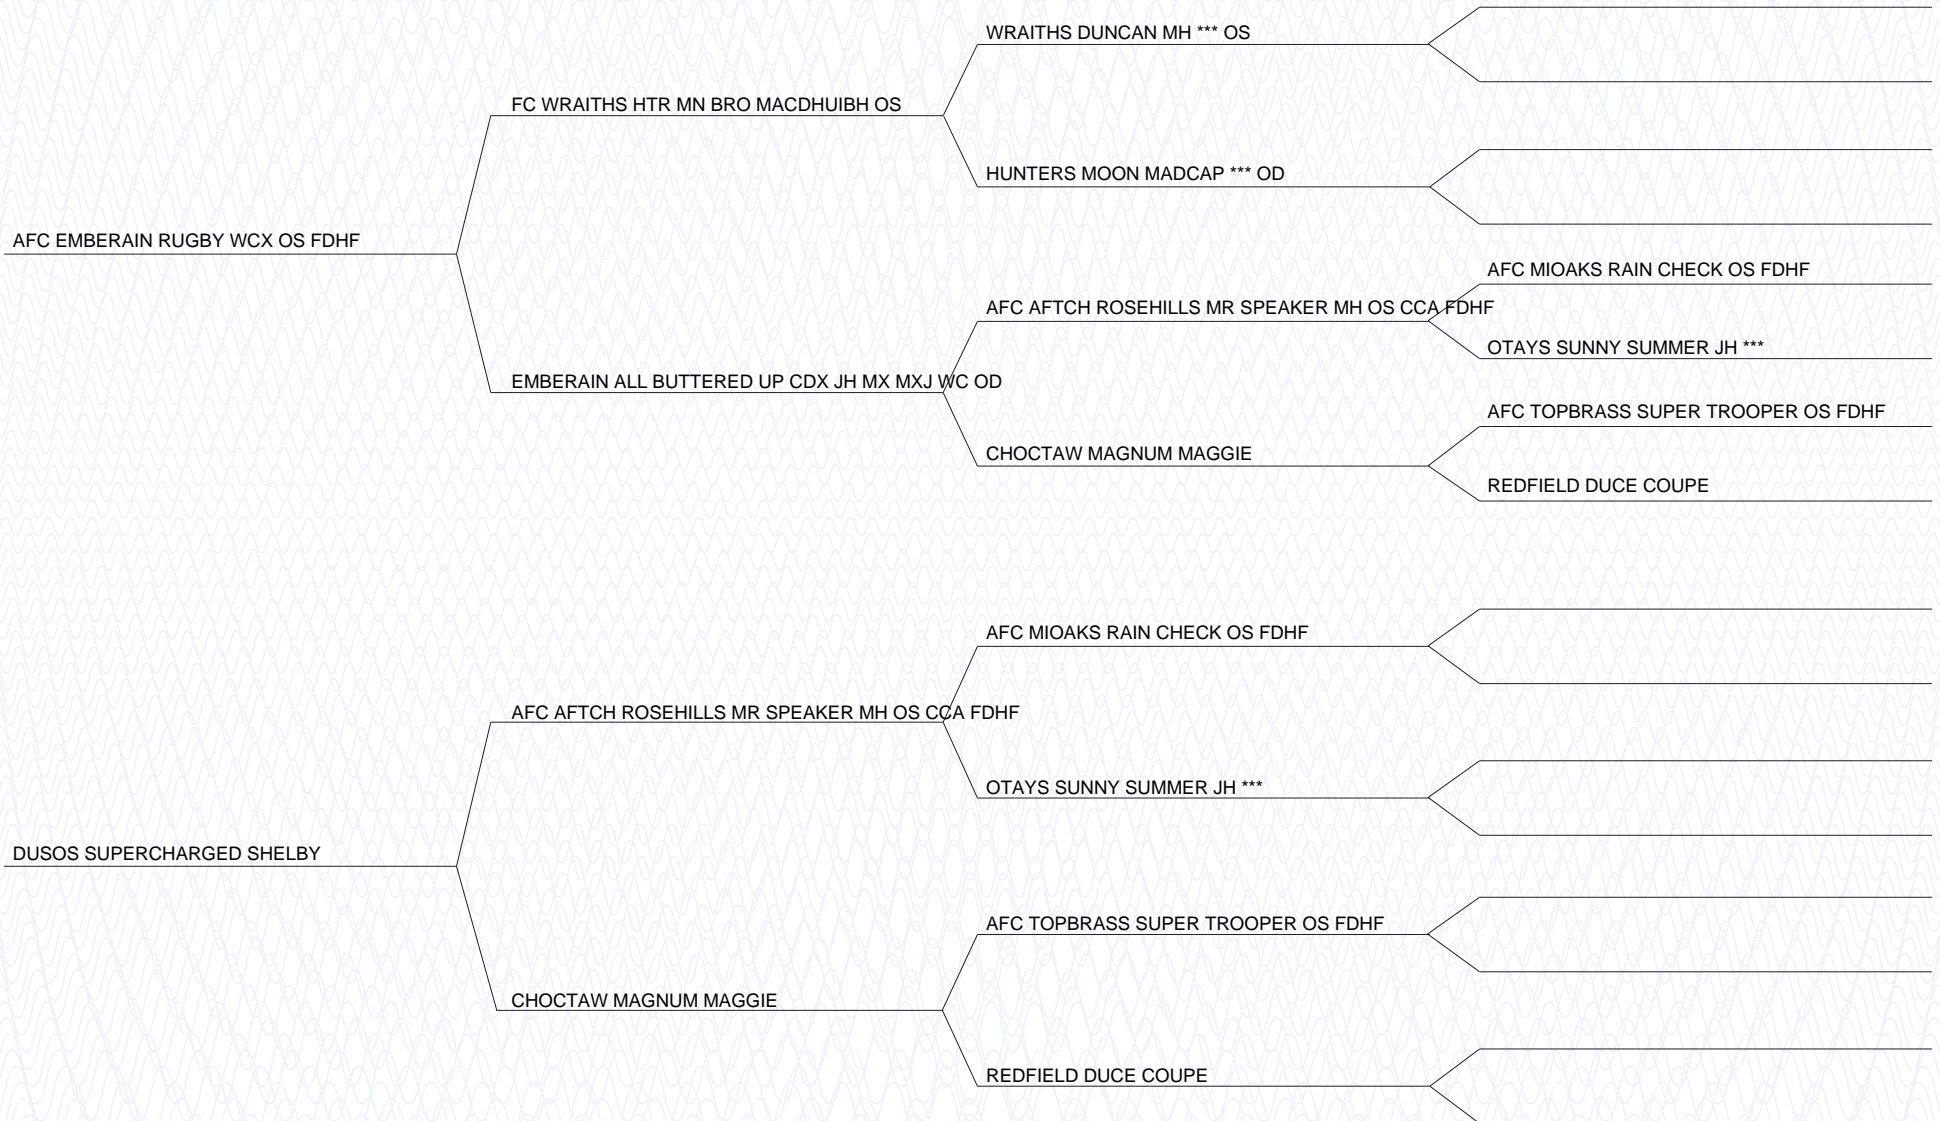 WRAITHS DUNCAN MH *** OS
FC WRAITHS HTR MN BRO MACDHUIBH OS
HUNTERS MOON MADCAP *** OD
AFC EMBERAIN RUGBY WCX OS FDHF
AFC MIOAKS RAIN CHECK OS FDHF
AFC AFTCH ROSEHILLS MR SPEAKER MH OS CCA FDHF
OTAYS SUNNY SUMMER JH ***
EMBERAIN ALL BUTTERED UP CDX JH MX MXJ WC OD
AFC TOPBRASS SUPER TROOPER OS FDHF
CHOCTAW MAGNUM MAGGIE
REDFIELD DUCE COUPE
AFC MIOAKS RAIN CHECK OS FDHF
AFC AFTCH ROSEHILLS MR SPEAKER MH OS CCA FDHF
OTAYS SUNNY SUMMER JH ***
DUSOS SUPERCHARGED SHELBY
AFC TOPBRASS SUPER TROOPER OS FDHF
CHOCTAW MAGNUM MAGGIE
REDFIELD DUCE COUPE